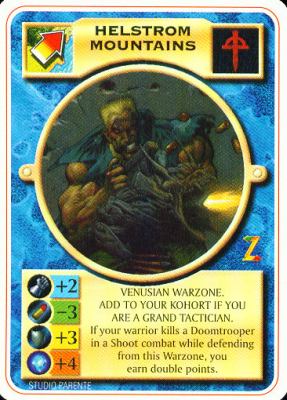 HELSTROM
MOUNTAINS
Z
+2
-3
+3
+4
VENUSIAN WARZONE.
ADD TO YOUR KOHORT IF YOU
ARE A GRAND TACTICIAN.
If your warrior kills a Doomtrooper
in a Shoot combat while defending
from this Warzone, you
earn double points.
STUDIO PARENTE